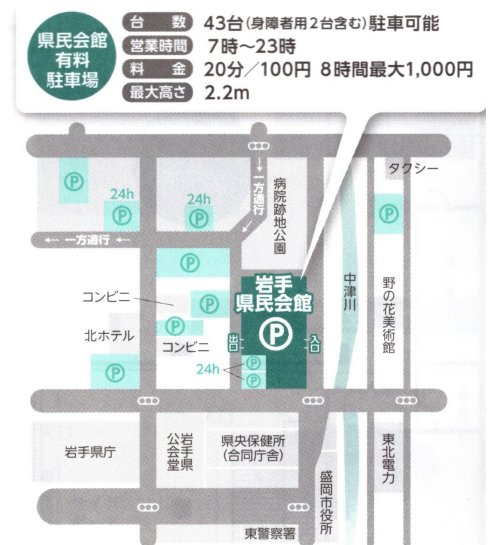 県民会館
有料
駐車場
台 数 43台(身障者用2台含む)駐車可能
営業時間 7時～23時
料 金 20分／100円 8時間最大1,000円
最大高さ 2.2m
タクシー
P
24h
P
24h
P
一方通行
病院跡地公園
P
← 一方通行 ←
P
岩手
県民会館
P
中津川
野の花美術館
コンビニ
P
P
北ホテル
コンビニ
出口
入口
24h
P
P
P
岩手県庁
岩手県
公会堂
県央保健所
(合同庁舎)
盛岡市役所
東北電力
東警察署